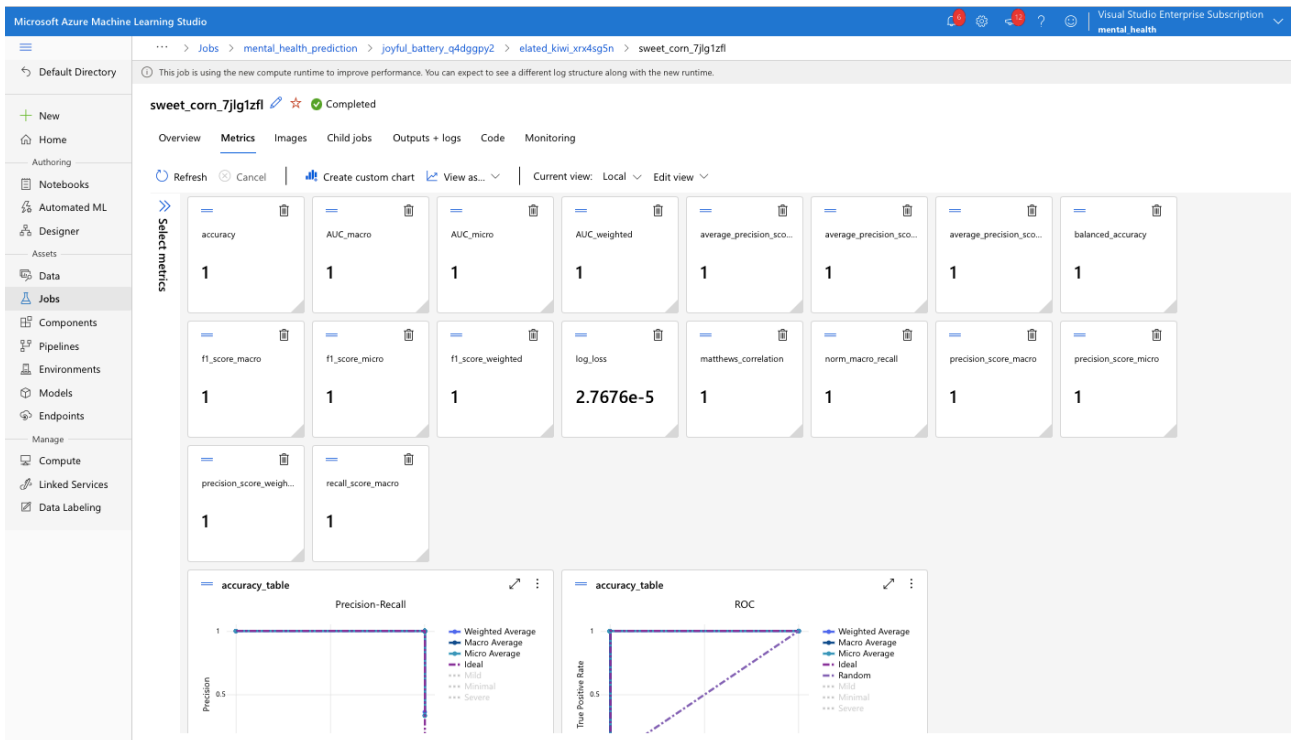 Microsoft Azure Machine Learning Studio
6
12
?
Visual Studio Enterprise Subscription
mental_health
Default Directory
New
Home
Authoring
Notebooks
Automated ML
Designer
Assets
Data
Jobs
Components
Pipelines
Environments
Models
Endpoints
Manage
Compute
Linked Services
Data Labeling
··· > Jobs > mental_health_prediction > joyful_battery_q4dggpy2 > elated_kiwi_xrx4sg5n > sweet_corn_7jlg1zfl
This job is using the new compute runtime to improve performance. You can expect to see a different log structure along with the new runtime.
sweet_corn_7jlg1zfl Completed
Overview Metrics Images Child jobs Outputs + logs Code Monitoring
Refresh Cancel Create custom chart View as... Current view: Local Edit view
Select metrics
accuracy
1
AUC_macro
1
AUC_micro
1
AUC_weighted
1
average_precision_sco...
1
average_precision_sco...
1
average_precision_sco...
1
balanced_accuracy
1
f1_score_macro
1
f1_score_micro
1
f1_score_weighted
1
log_loss
2.7676e-5
matthews_correlation
1
norm_macro_recall
1
precision_score_macro
1
precision_score_micro
1
precision_score_weigh...
1
recall_score_macro
1
accuracy_table
Precision-Recall
1
0.5
Precision
Weighted Average
Macro Average
Micro Average
Ideal
Mild
Minimal
Severe
accuracy_table
ROC
1
0.5
True Positive Rate
Weighted Average
Macro Average
Micro Average
Ideal
Random
Mild
Minimal
Severe